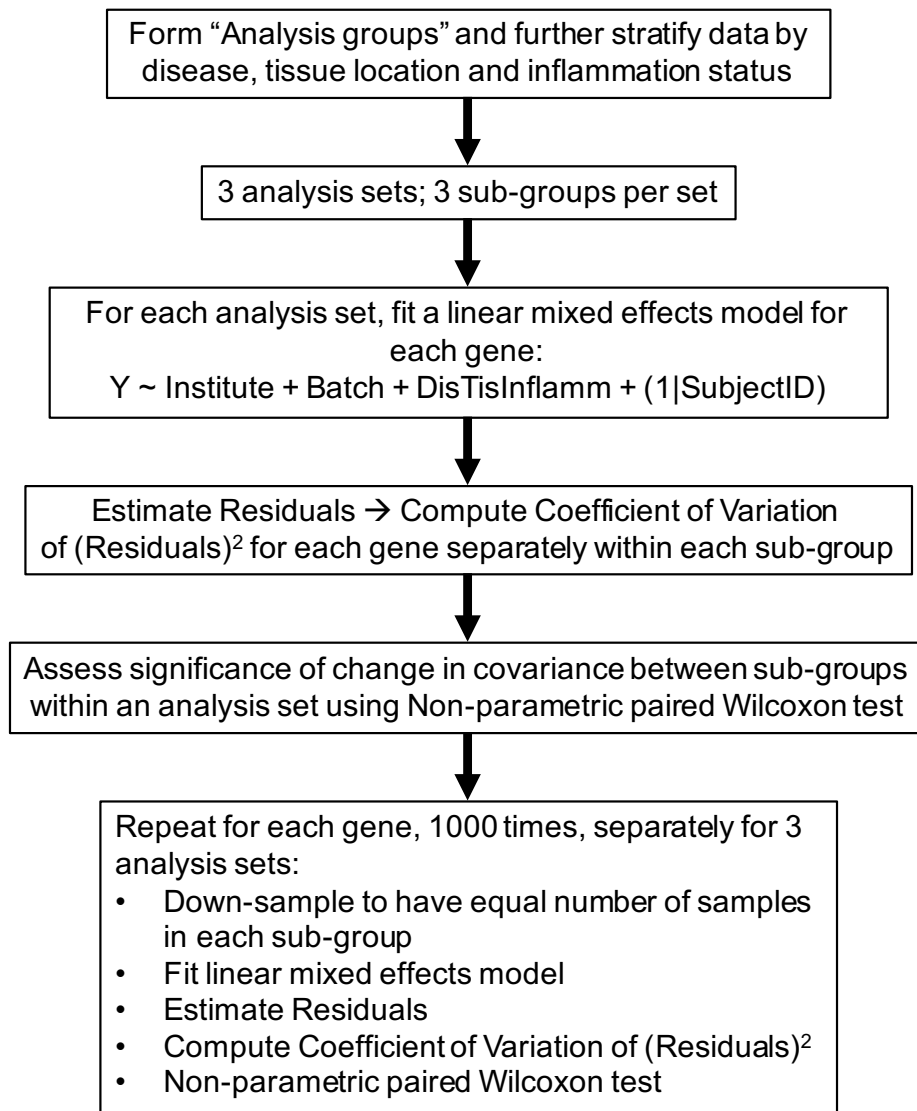 Form “Analysis groups” and further stratify data by
disease, tissue location and inflammation status
3 analysis sets; 3 sub-groups per set
For each analysis set, fit a linear mixed effects model for
each gene:
Y ~ Institute + Batch + DisTisInflamm + (1|SubjectID)
Estimate Residuals → Compute Coefficient of Variation
of (Residuals)² for each gene separately within each sub-group
Assess significance of change in covariance between sub-groups
within an analysis set using Non-parametric paired Wilcoxon test
Repeat for each gene, 1000 times, separately for 3
analysis sets:
• Down-sample to have equal number of samples
in each sub-group
• Fit linear mixed effects model
• Estimate Residuals
• Compute Coefficient of Variation of (Residuals)²
• Non-parametric paired Wilcoxon test